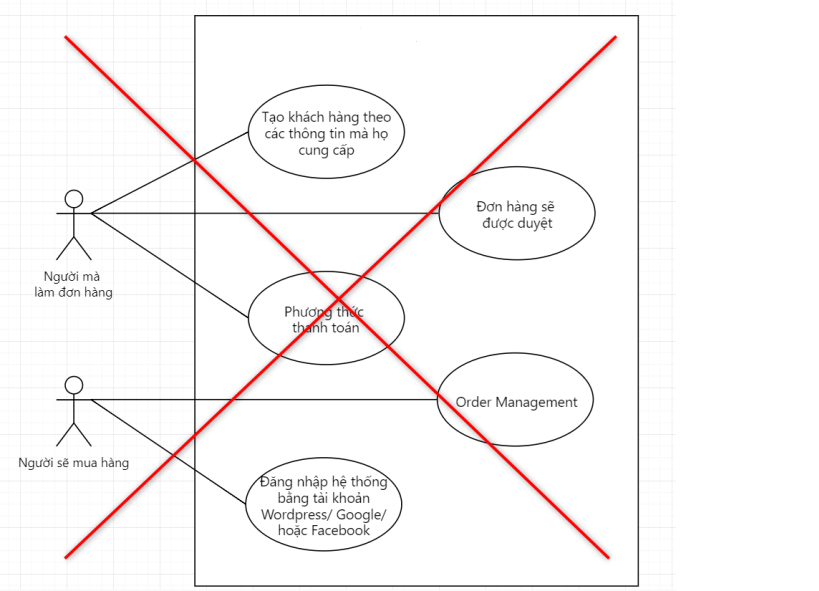 Tạo khách hàng theo
các thông tin mà họ
cung cấp
Đơn hàng sẽ
được duyệt
Người mà
làm đơn hàng
Phương thức
thanh toán
Order Management
Người sẽ mua hàng
Đăng nhập hệ thống
bằng tài khoản
Wordpress/ Google/
hoặc Facebook